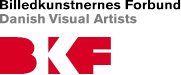 Billedkunstnernes Forbund
Danish Visual Artists
BKF